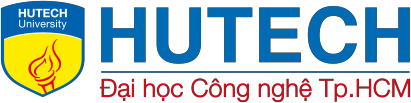 HUTECH
University
HUTECH
Đại học Công nghệ Tp.HCM